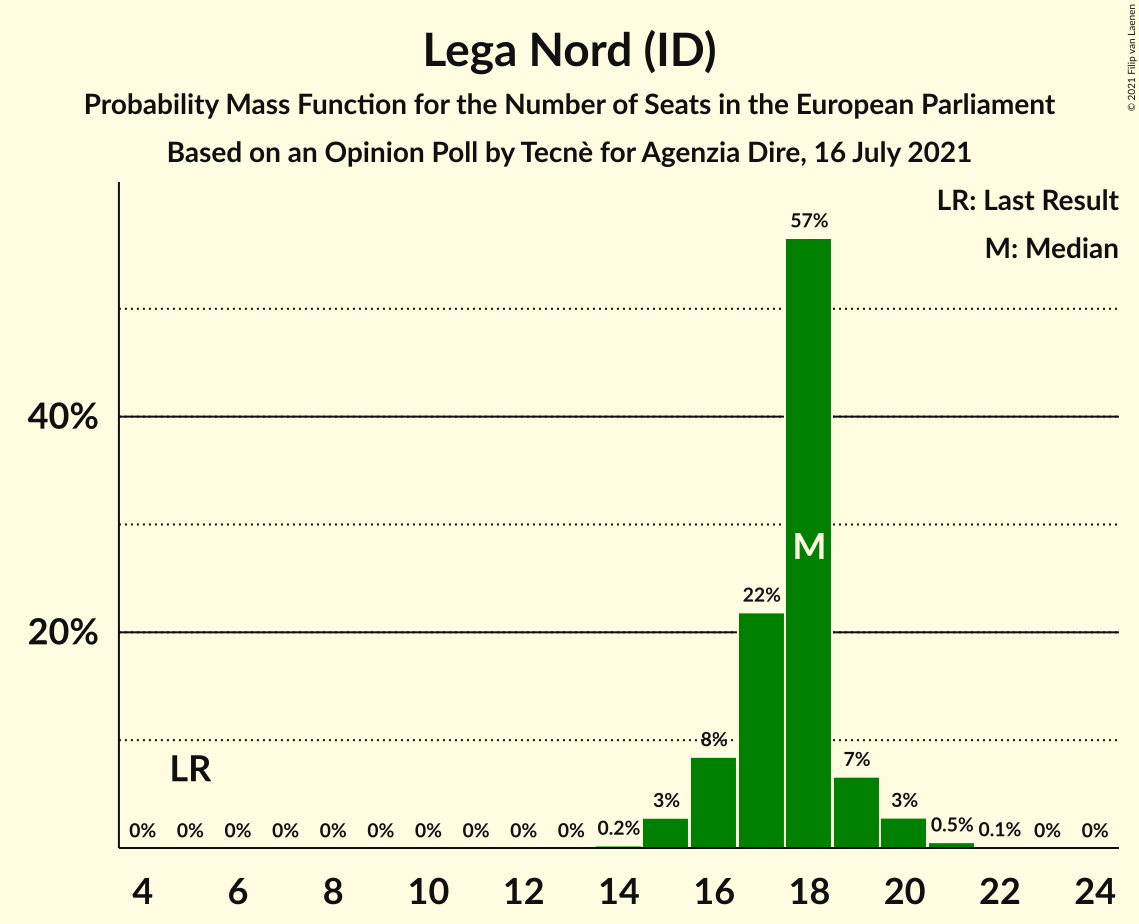 Lega Nord (ID)
Probability Mass Function for the Number of Seats in the European Parliament
Based on an Opinion Poll by Tecnè for Agenzia Dire, 16 July 2021
© 2021 Filip van Laenen
LR: Last Result
M: Median
57%
40%
M
22%
20%
8%
7%
LR
3%
3%
0% 0% 0% 0% 0% 0% 0% 0% 0% 0% 0.2% 0.5% 0.1% 0% 0%
4 6 8 10 12 14 16 18 20 22 24